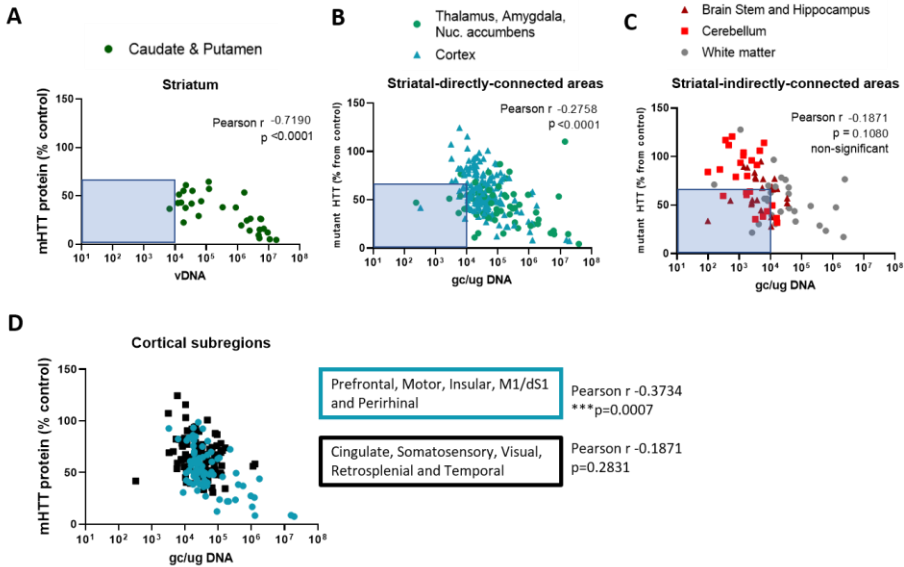 A
Caudate & Putamen
Striatum
Pearson r -0.7190
p <0.0001
mHTT protein (% control)
150
100
50
0
10¹ 10² 10³ 10⁴ 10⁵ 10⁶ 10⁷ 10⁸
vDNA
B
Thalamus, Amygdala,
Nuc. accumbens
Cortex
Striatal-directly-connected areas
Pearson r -0.2758
p <0.0001
mutant HTT (% from control)
150
100
50
0
10¹ 10² 10³ 10⁴ 10⁵ 10⁶ 10⁷ 10⁸
gc/ug DNA
C
Brain Stem and Hippocampus
Cerebellum
White matter
Striatal-indirectly-connected areas
Pearson r -0.1871
p = 0.1080
non-significant
mutant HTT (% from control)
150
100
50
0
10¹ 10² 10³ 10⁴ 10⁵ 10⁶ 10⁷ 10⁸
gc/ug DNA
D
Cortical subregions
mHTT protein (% control)
150
100
50
0
10¹ 10² 10³ 10⁴ 10⁵ 10⁶ 10⁷ 10⁸
gc/ug DNA
Prefrontal, Motor, Insular, M1/dS1
and Perirhinal
Pearson r -0.3734
***p=0.0007
Cingulate, Somatosensory, Visual,
Retrosplenial and Temporal
Pearson r -0.1871
p=0.2831